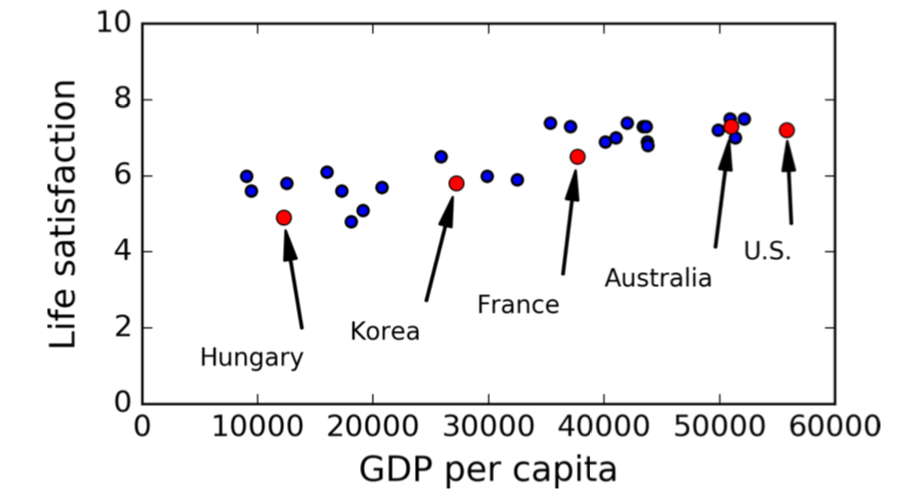 10
8
6
4
2
0
Life satisfaction
Hungary
Korea
France
Australia
U.S.
0 10000 20000 30000 40000 50000 60000
GDP per capita